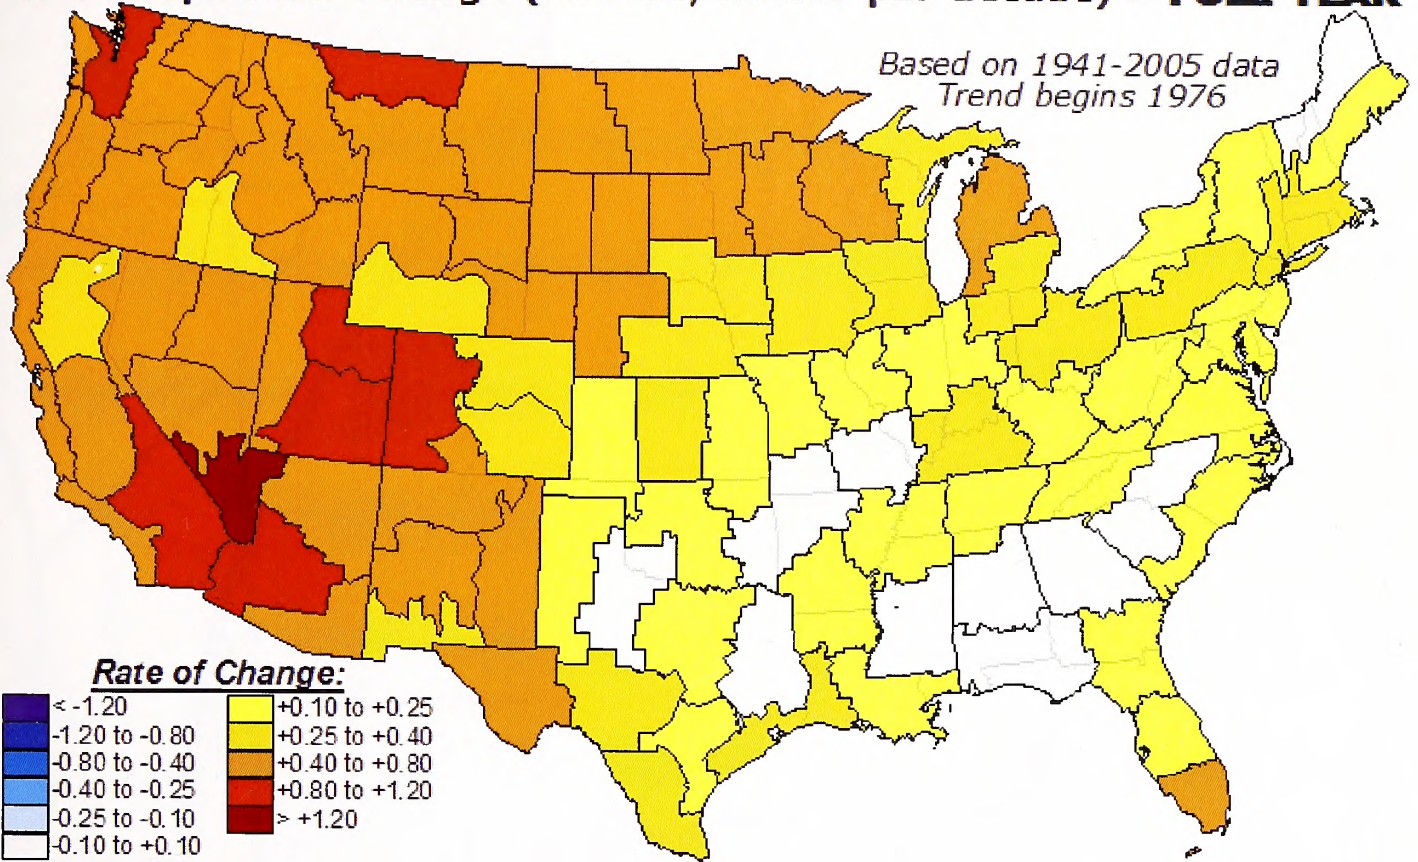 Based on 1941-2005 data
Trend begins 1976
Rate of Change:
< -1.20
-1.20 to -0.80
-0.80 to -0.40
-0.40 to -0.25
-0.25 to -0.10
-0.10 to +0.10
+0.10 to +0.25
+0.25 to +0.40
+0.40 to +0.80
+0.80 to +1.20
> +1.20